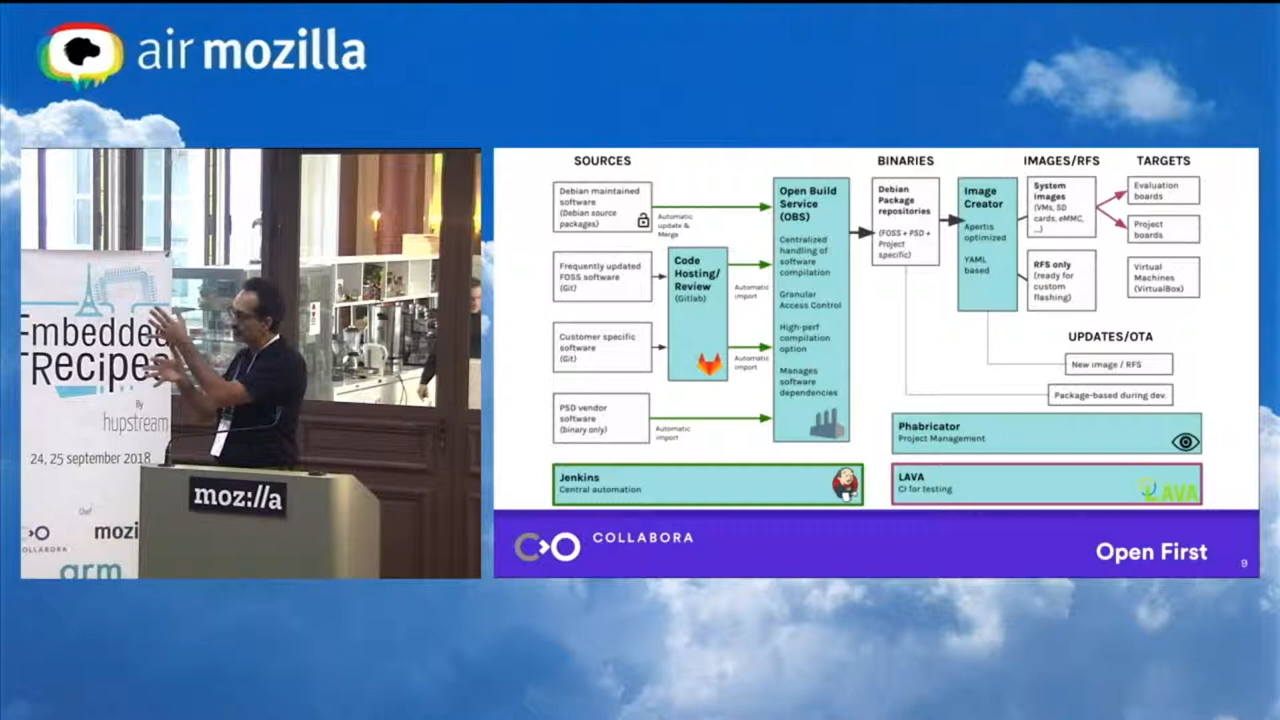 air mozilla
Embedded
Recipes
By
hupstream
24, 25 september 2018
Chef
COLLABORA
arm
moz://a
SOURCES
BINARIES
IMAGES/RFS
TARGETS
Debian maintained
software
(Debian source
packages)
Automatic
update &
Merge
Frequently updated
FOSS software
(Git)
Customer specific
software
(Git)
PSD vendor
software
(binary only)
Automatic
import
Code
Hosting/
Review
(Gitlab)
Automatic
import
Automatic
import
Open Build
Service
(OBS)
Centralized
handling of
software
compilation
Granular
Access Control
High-perf
compilation
option
Manages
software
dependencies
Debian
Package
repositories
(FOSS + PSD +
Project
specific)
Image
Creator
Apertis
optimized
YAML
based
System
images
(VMs, SD
cards, eMMC,
...)
RFS only
(ready for
custom
flashing)
Evaluation
boards
Project
boards
Virtual
Machines
(VirtualBox)
UPDATES/OTA
New image / RFS
Package-based during dev.
Phabricator
Project Management
Jenkins
Central automation
LAVA
CI for testing
LAVA
COLLABORA
Open First
9